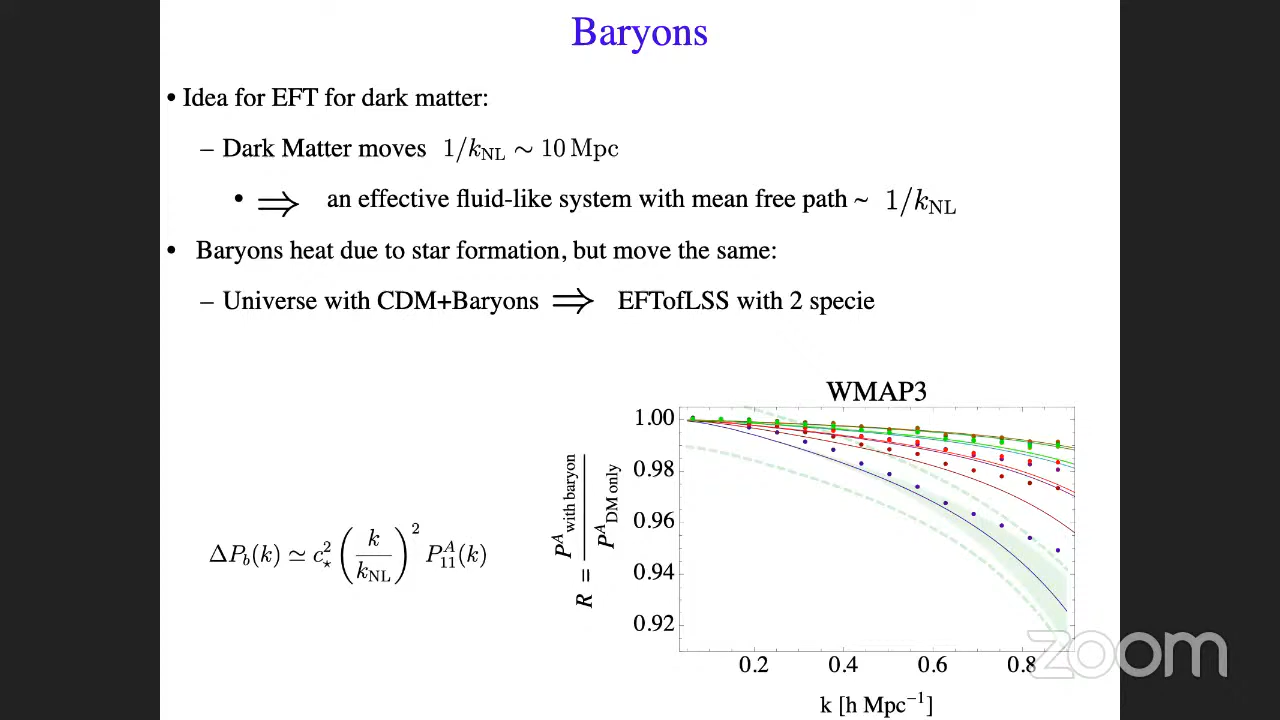 Baryons
• Idea for EFT for dark matter:
– Dark Matter moves 1/k_NL ∼ 10 Mpc
• ⟹ an effective fluid-like system with mean free path ~ 1/k_NL
• Baryons heat due to star formation, but move the same:
– Universe with CDM+Baryons ⟹ EFTofLSS with 2 specie
WMAP3
1.00
0.98
0.96
0.94
0.92
R = P^A_with baryon / P^A_DM only
ΔP_b(k) ≃ c_⋆^2 (k/k_NL)^2 P_11^A(k)
0.2 0.4 0.6 0.8
k [h Mpc^−1]
zoom